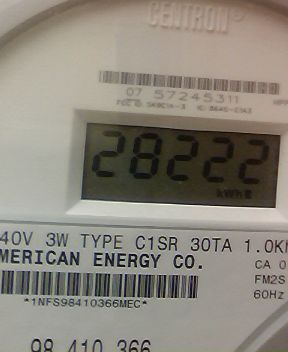 CENTRON
07 57245311
28222
kWh
40V 3W TYPE C1SR 30TA 1.0K
MERICAN ENERGY CO.
CA 0
FM2S
60Hz
*1NFS98410366MEC*
98 410 366